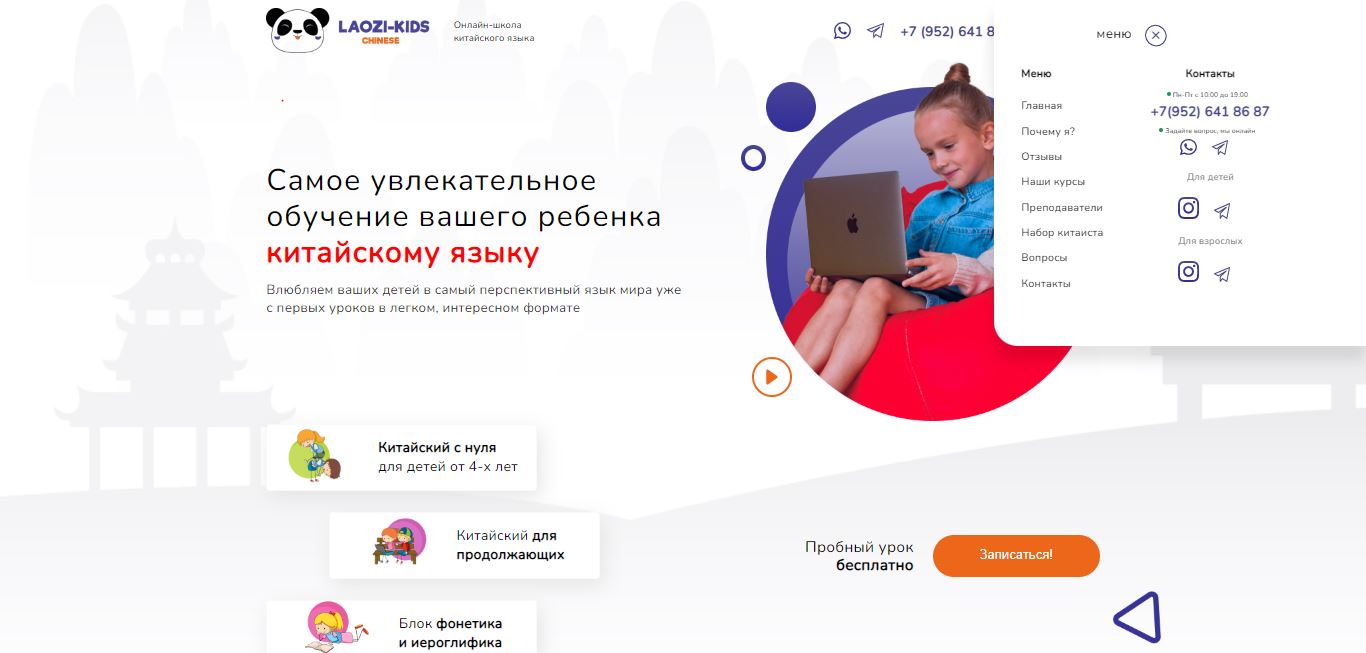 LAOZI-KIDS
CHINESE
Онлайн-школа
китайского языка
+7 (952) 641 8
меню
Меню
Главная
Почему я?
Отзывы
Наши курсы
Преподаватели
Набор китаиста
Вопросы
Контакты
Контакты
Пн-Пт с 10:00 до 19:00
+7(952) 641 86 87
Задайте вопрос, мы онлайн
Для детей
Для взрослых
Самое увлекательное
обучение вашего ребенка
китайскому языку
Влюбляем ваших детей в самый перспективный язык мира уже
с первых уроков в легком, интересном формате
Китайский с нуля
для детей от 4-х лет
Китайский для
продолжающих
Блок фонетика
и иероглифика
Пробный урок
бесплатно
Записаться!